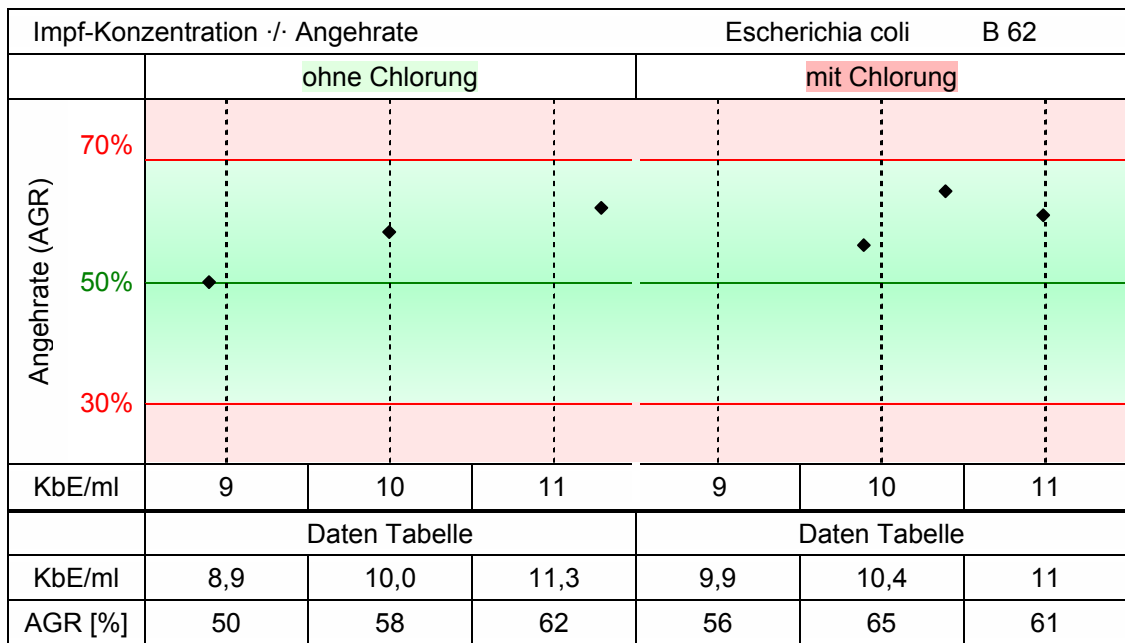 Impf-Konzentration ·/· Angehrate Escherichia coli B 62
ohne Chlorung mit Chlorung
Angehrate (AGR)
70%
50%
30%
KbE/ml 9 10 11 9 10 11
Daten Tabelle Daten Tabelle
KbE/ml 8,9 10,0 11,3 9,9 10,4 11
AGR [%] 50 58 62 56 65 61